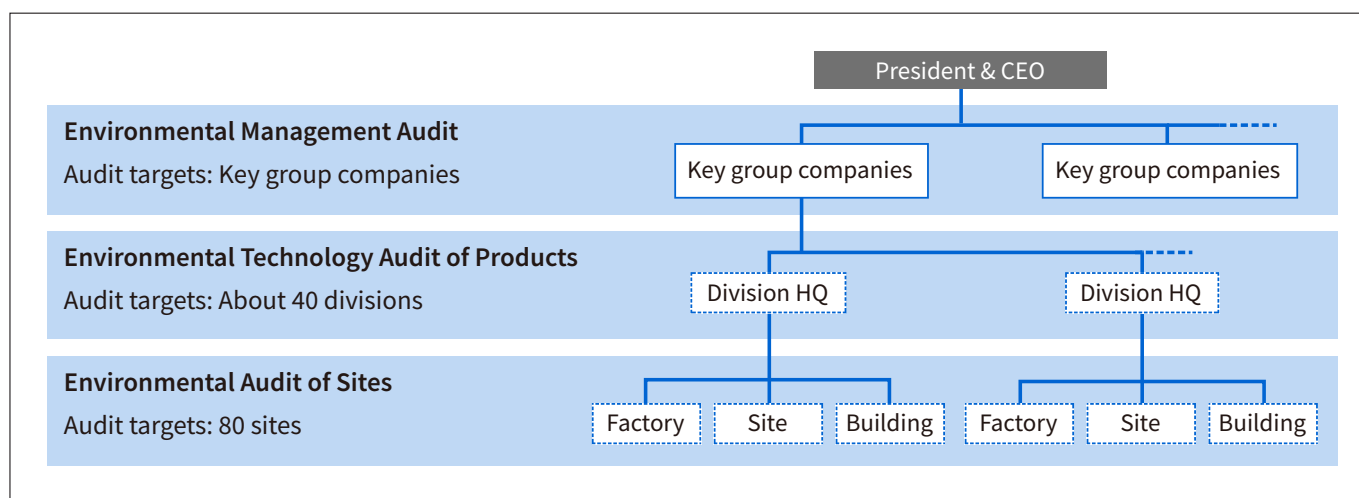 President & CEO
Environmental Management Audit
Audit targets: Key group companies
Key group companies
Key group companies
Environmental Technology Audit of Products
Audit targets: About 40 divisions
Division HQ
Division HQ
Environmental Audit of Sites
Audit targets: 80 sites
Factory
Site
Building
Factory
Site
Building